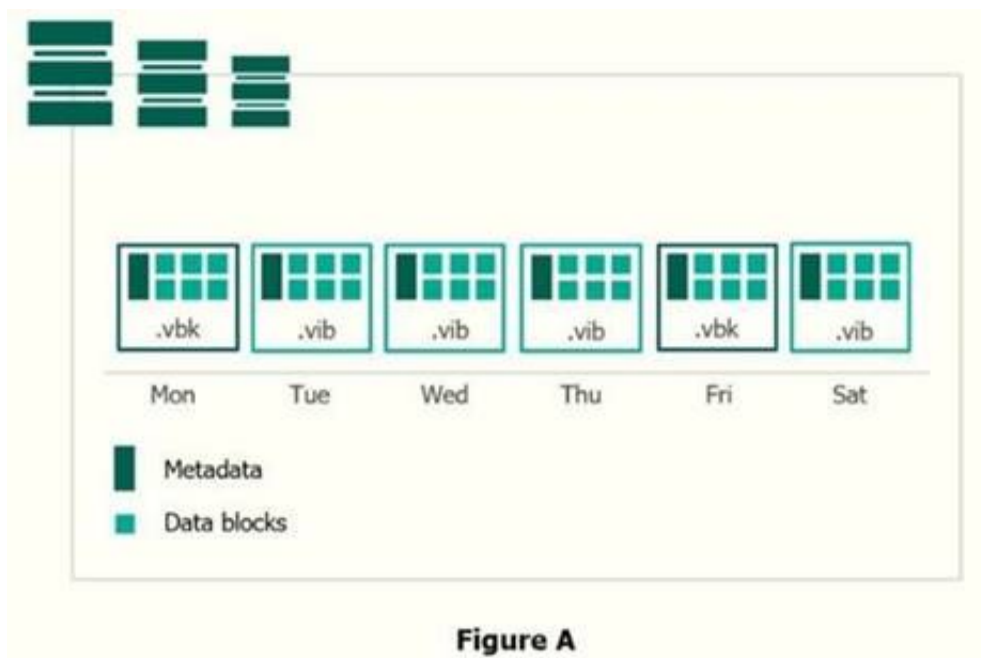 .vbk .vib .vib .vib .vbk .vib
Mon Tue Wed Thu Fri Sat
Metadata
Data blocks
Figure A